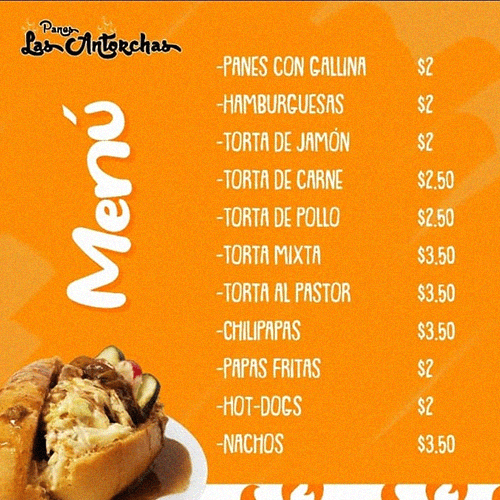 Panes
Las Antorchas
Menú
-PANES CON GALLINA $2
-HAMBURGUESAS $2
-TORTA DE JAMÓN $2
-TORTA DE CARNE $2.50
-TORTA DE POLLO $2.50
-TORTA MIXTA $3.50
-TORTA AL PASTOR $3.50
-CHILIPAPAS $3.50
-PAPAS FRITAS $2
-HOT-DOGS $2
-NACHOS $3.50